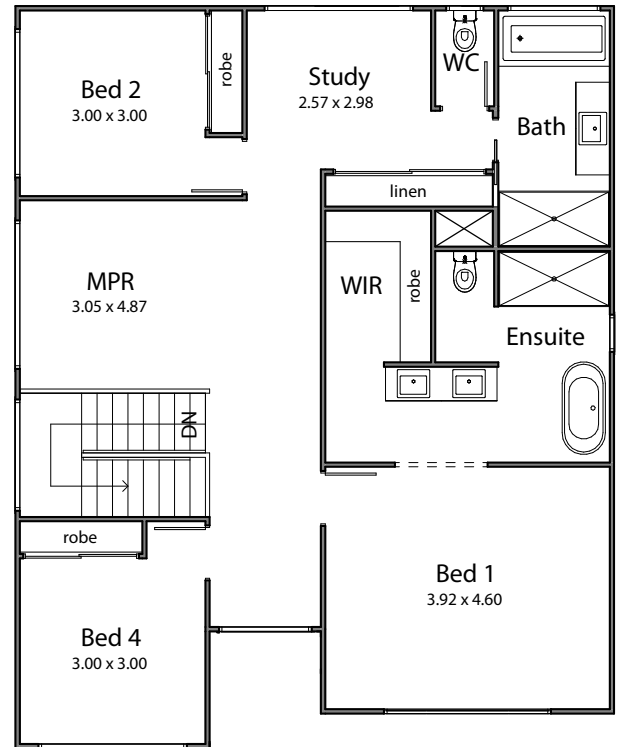 Bed 2
3.00 x 3.00
robe
Study
2.57 x 2.98
WC
Bath
linen
MPR
3.05 x 4.87
WIR
robe
Ensuite
DN
robe
Bed 1
3.92 x 4.60
Bed 4
3.00 x 3.00